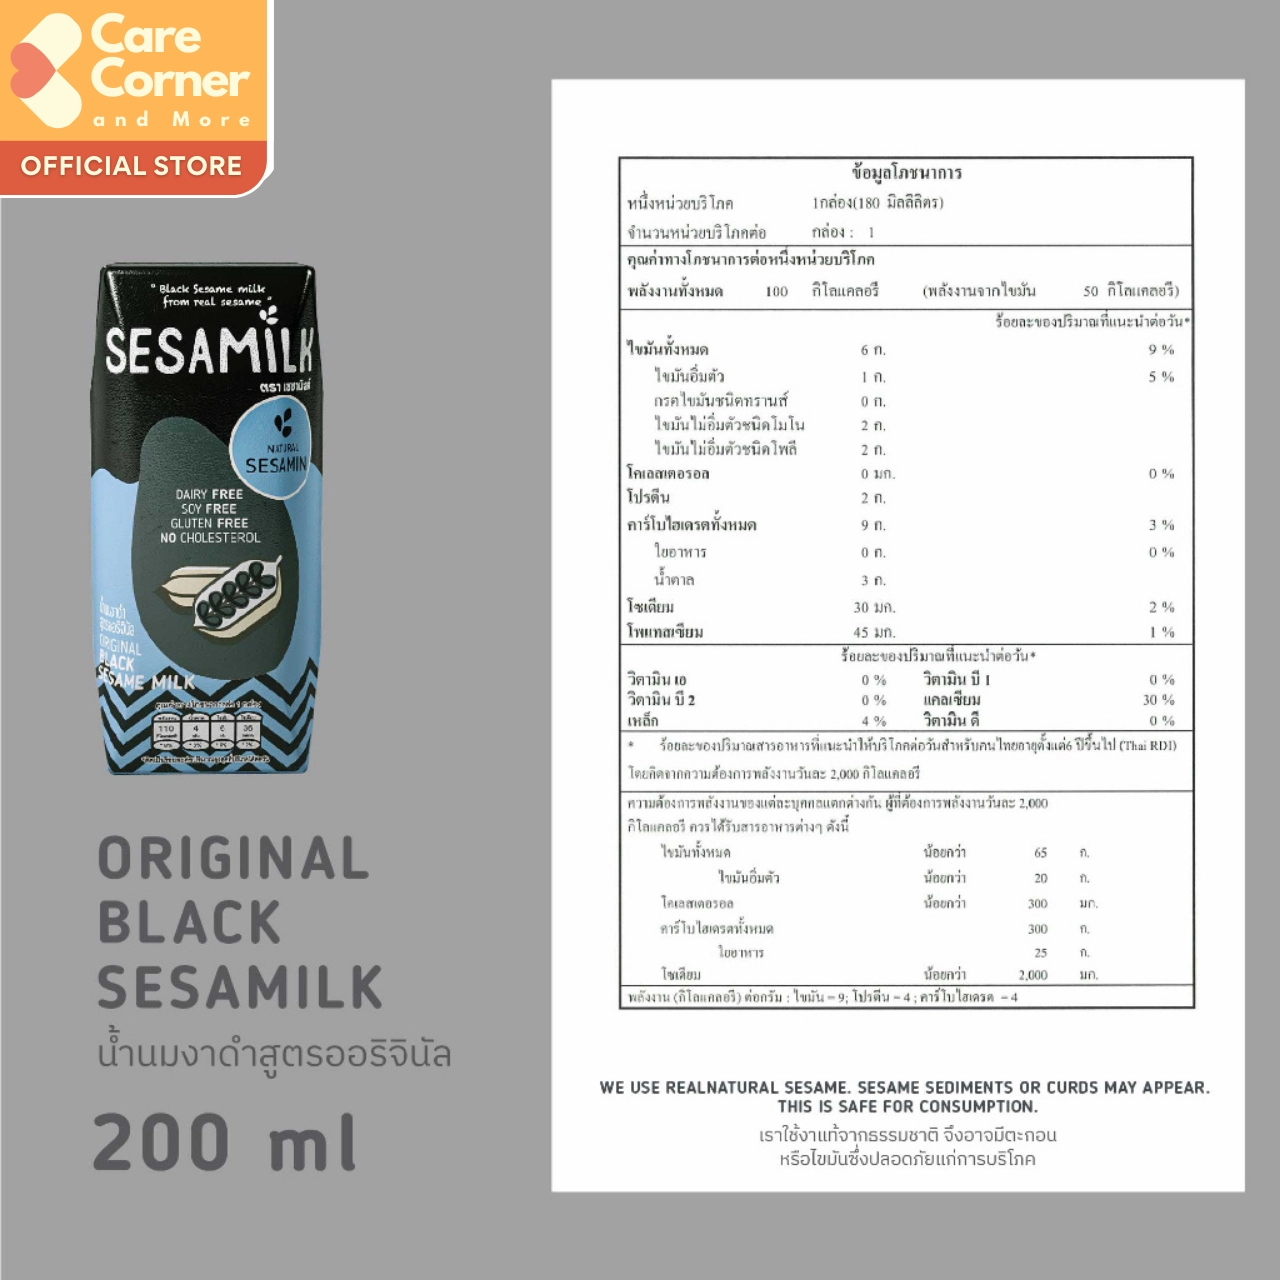 Care
Corner
and More
OFFICIAL STORE
"Black Sesame milk
from real sesame"
SESAMILK
ตรา เซซามิลค์
NATURAL
SESAMIN
DAIRY FREE
SOY FREE
GLUTEN FREE
NO CHOLESTEROL
น้ำนมงาดำ
สูตรออริจินัล
ORIGINAL
BLACK
SESAME MILK
110 4 6 35
ORIGINAL
BLACK
SESAMILK
น้ำนมงาดำสูตรออริจินัล
200 ml
ข้อมูลโภชนาการ
หนึ่งหน่วยบริโภค 1กล่อง(180 มิลลิลิตร)
จำนวนหน่วยบริโภคต่อ กล่อง : 1
คุณค่าทางโภชนาการต่อหนึ่งหน่วยบริโภค
พลังงานทั้งหมด 100 กิโลแคลอรี (พลังงานจากไขมัน 50 กิโลแคลอรี)
ร้อยละของปริมาณที่แนะนำต่อวัน*
ไขมันทั้งหมด 6 ก. 9 %
ไขมันอิ่มตัว 1 ก. 5 %
กรดไขมันชนิดทรานส์ 0 ก.
ไขมันไม่อิ่มตัวชนิดโมโน 2 ก.
ไขมันไม่อิ่มตัวชนิดโพลี 2 ก.
โคเลสเตอรอล 0 มก. 0 %
โปรตีน 2 ก.
คาร์โบไฮเดรตทั้งหมด 9 ก. 3 %
ใยอาหาร 0 ก. 0 %
น้ำตาล 3 ก.
โซเดียม 30 มก. 2 %
โพแทสเซียม 45 มก. 1 %
ร้อยละของปริมาณที่แนะนำต่อวัน*
วิตามิน เอ 0 % วิตามิน บี 1 0 %
วิตามิน บี 2 0 % แคลเซียม 30 %
เหล็ก 4 % วิตามิน ดี 0 %
* ร้อยละของปริมาณสารอาหารที่แนะนำให้บริโภคต่อวันสำหรับคนไทยอายุตั้งแต่6 ปีขึ้นไป (Thai RDI)
โดยคิดจากความต้องการพลังงานวันละ 2,000 กิโลแคลอรี
ความต้องการพลังงานของแต่ละบุคคลแตกต่างกัน ผู้ที่ต้องการพลังงานวันละ 2,000
กิโลแคลอรี ควรได้รับสารอาหารต่างๆ ดังนี้
ไขมันทั้งหมด น้อยกว่า 65 ก.
ไขมันอิ่มตัว น้อยกว่า 20 ก.
โคเลสเตอรอล น้อยกว่า 300 มก.
คาร์โบไฮเดรตทั้งหมด 300 ก.
ใยอาหาร 25 ก.
โซเดียม น้อยกว่า 2,000 มก.
พลังงาน (กิโลแคลอรี) ต่อกรัม : ไขมัน = 9; โปรตีน = 4 ; คาร์โบไฮเดรต = 4
WE USE REALNATURAL SESAME. SESAME SEDIMENTS OR CURDS MAY APPEAR.
THIS IS SAFE FOR CONSUMPTION.
เราใช้งาแท้จากธรรมชาติ จึงอาจมีตะกอน
หรือไขมันซึ่งปลอดภัยแก่การบริโภค